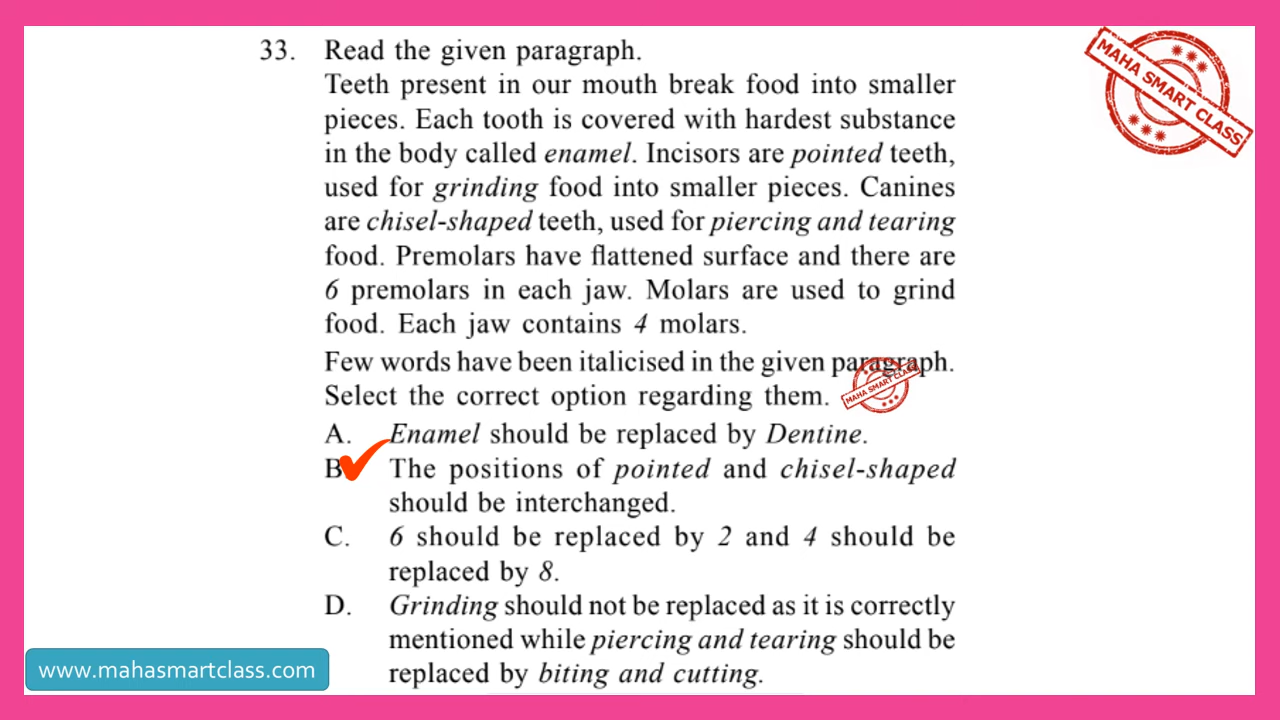 33. Read the given paragraph.
Teeth present in our mouth break food into smaller
pieces. Each tooth is covered with hardest substance
in the body called enamel. Incisors are pointed teeth,
used for grinding food into smaller pieces. Canines
are chisel-shaped teeth, used for piercing and tearing
food. Premolars have flattened surface and there are
6 premolars in each jaw. Molars are used to grind
food. Each jaw contains 4 molars.
Few words have been italicised in the given paragraph.
Select the correct option regarding them.
A. Enamel should be replaced by Dentine.
B The positions of pointed and chisel-shaped
should be interchanged.
C. 6 should be replaced by 2 and 4 should be
replaced by 8.
D. Grinding should not be replaced as it is correctly
mentioned while piercing and tearing should be
replaced by biting and cutting.
MAHA SMART CLASS
MAHA SMART CLASS
www.mahasmartclass.com